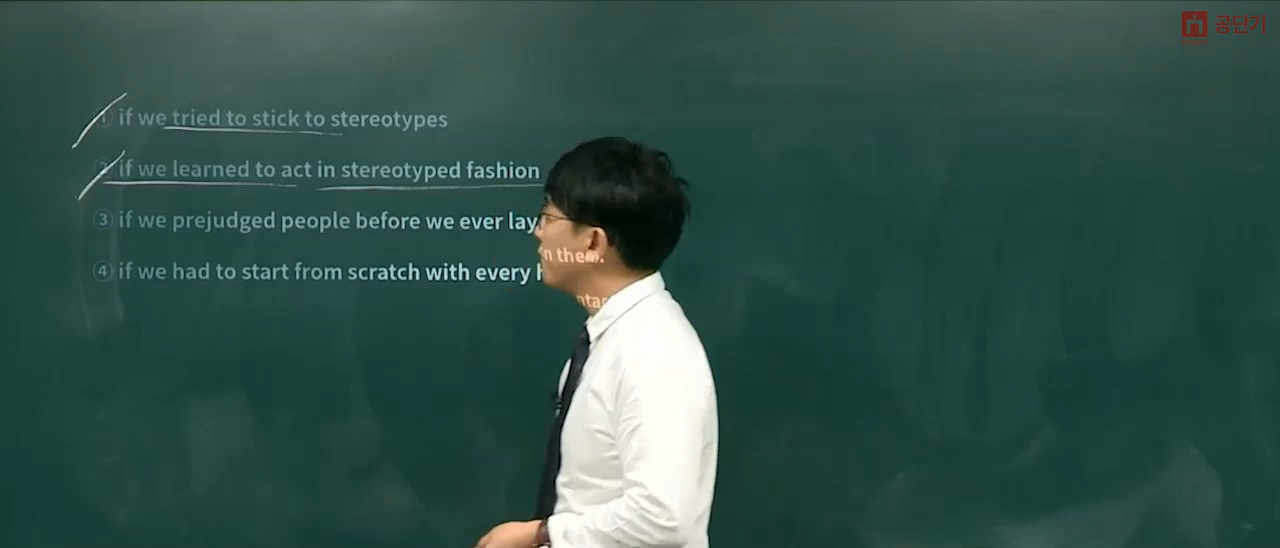 공단기
① if we tried to stick to stereotypes
② if we learned to act in stereotyped fashion
③ if we prejudged people before we ever lay
④ if we had to start from scratch with every